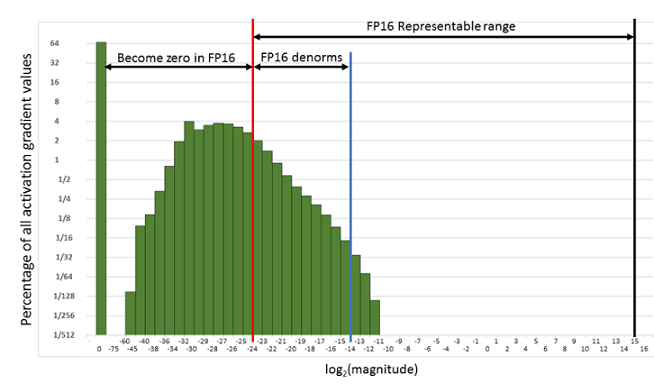 FP16 Representable range
Become zero in FP16
FP16 denorms
Percentage of all activation gradient values
64
32
16
8
4
2
1
1/2
1/4
1/8
1/16
1/32
1/64
1/128
1/256
1/512
-60 -40 -36 -32 -30 -28 -26 -24 -22 -20 -18 -16 -14 -12 -10 -8 -6 -4 -2 0 2 4 6 8 10 12 14 16
0 -75 -45 -38 -34 -31 -29 -27 -25 -23 -21 -19 -17 -15 -13 -11 -9 -7 -5 -3 -1 1 3 5 7 9 11 13 15
log2(magnitude)